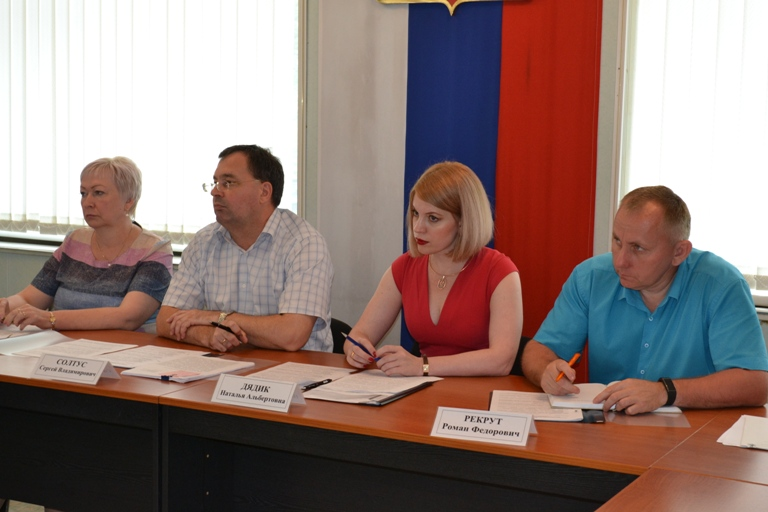 СОЛТУС
Сергей Владимирович
ДЯДИК
Наталья Альбертовна
РЕКРУТ
Роман Федорович